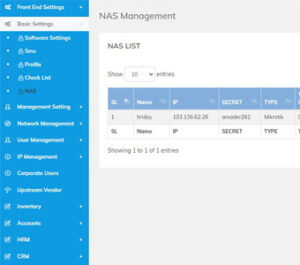 Front End Settings +
Basic Settings -
Software Settings
Sms
Profile
Check List
NAS
Management Setting +
Network Management +
User Management +
IP Management +
Corporate Users
Upstream Vendor
Inventory +
Accounts +
HRM +
CRM +
NAS Management
NAS LIST
Show 10 entries
SL Name IP SECRET TYPE
1 hriday 103.136.62.26 amader262 Mikrotik
SL Name IP SECRET TYPE
Showing 1 to 1 of 1 entries